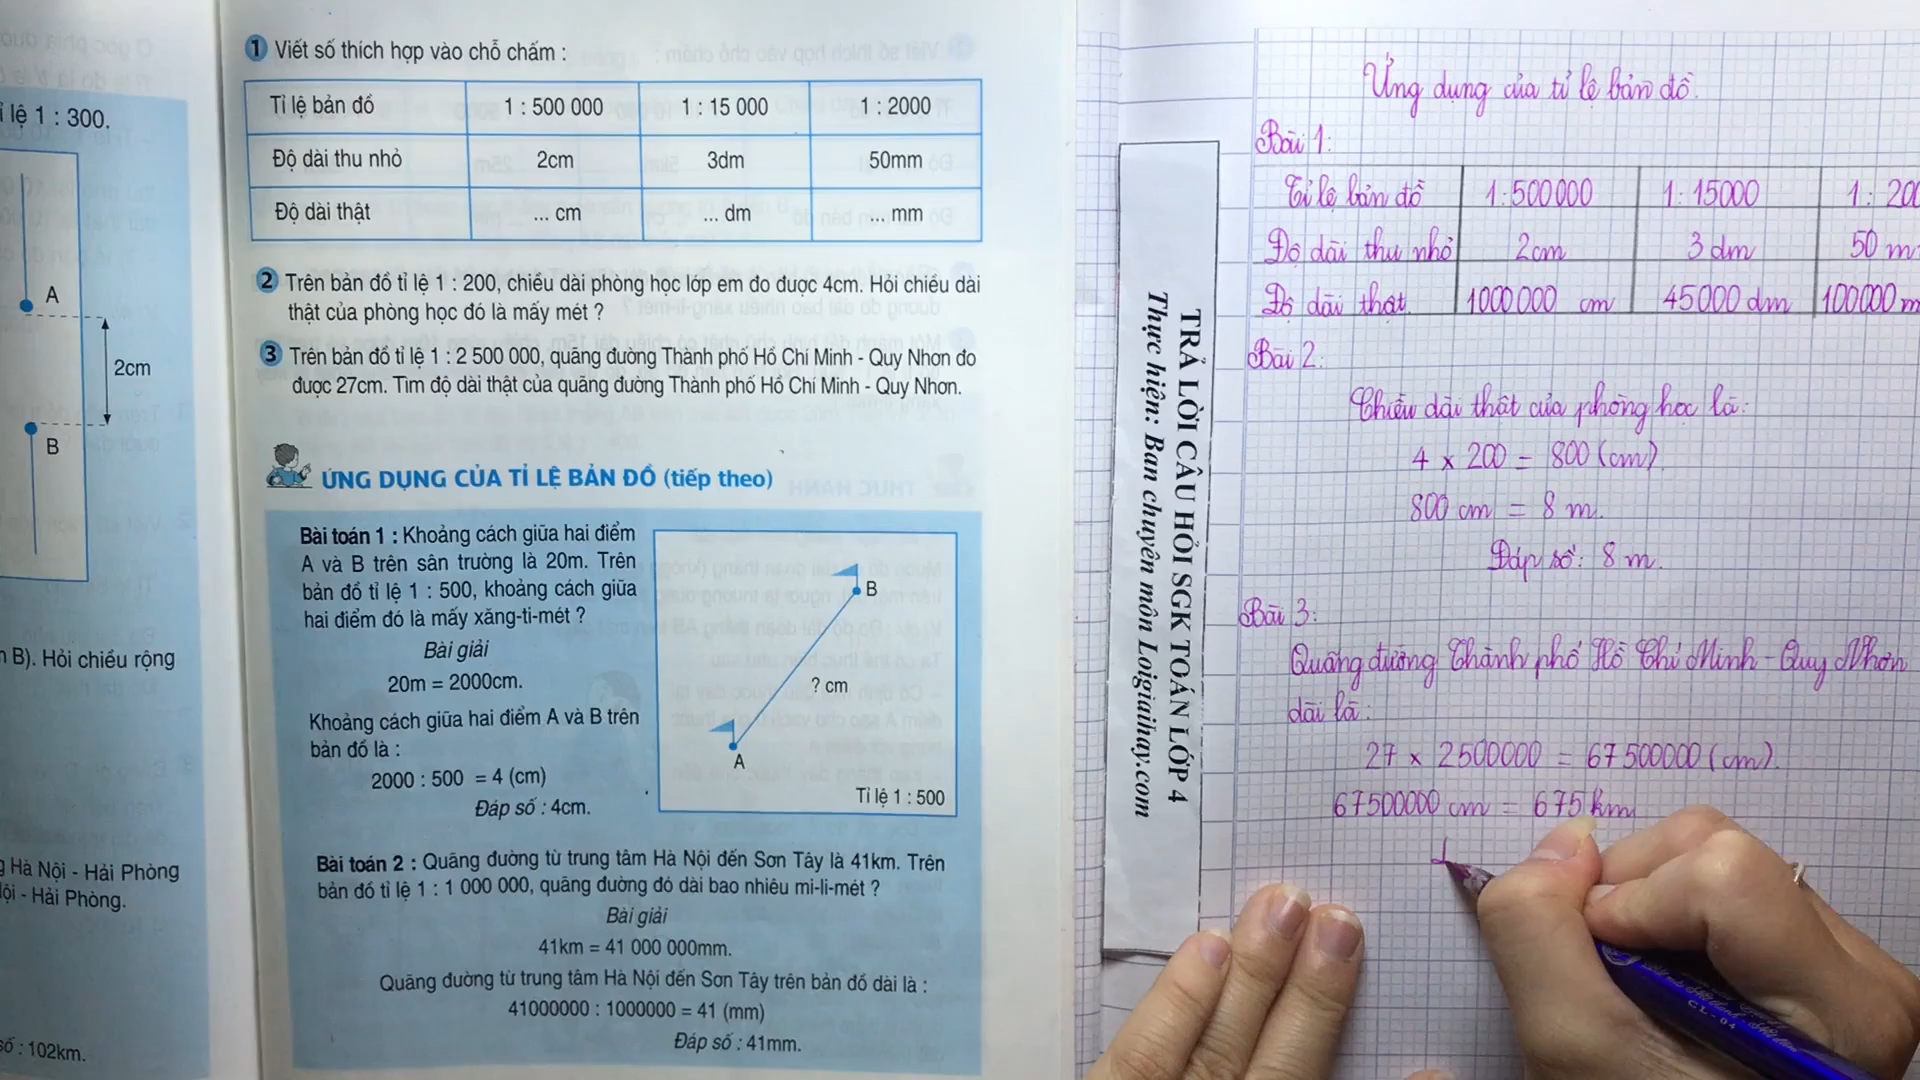 ỉ lệ 1 : 300.
A
2cm
B
n B). Hỏi chiều rộng
g Hà Nội - Hải Phòng
ội - Hải Phòng.
số : 102km.
1 Viết số thích hợp vào chỗ chấm :
Tỉ lệ bản đồ 1 : 500 000 1 : 15 000 1 : 2000
Độ dài thu nhỏ 2cm 3dm 50mm
Độ dài thật ... cm ... dm ... mm
2 Trên bản đồ tỉ lệ 1 : 200, chiều dài phòng học lớp em đo được 4cm. Hỏi chiều dài
thật của phòng học đó là mấy mét ?
3 Trên bản đồ tỉ lệ 1 : 2 500 000, quãng đường Thành phố Hồ Chí Minh - Quy Nhơn đo
được 27cm. Tìm độ dài thật của quãng đường Thành phố Hồ Chí Minh - Quy Nhơn.
ỨNG DỤNG CỦA TỈ LỆ BẢN ĐỒ (tiếp theo)
Bài toán 1 : Khoảng cách giữa hai điểm
A và B trên sân trường là 20m. Trên
bản đồ tỉ lệ 1 : 500, khoảng cách giữa
hai điểm đó là mấy xăng-ti-mét ?
Bài giải
20m = 2000cm.
Khoảng cách giữa hai điểm A và B trên
bản đồ là :
2000 : 500 = 4 (cm)
Đáp số : 4cm.
B
? cm
A
Tỉ lệ 1 : 500
Bài toán 2 : Quãng đường từ trung tâm Hà Nội đến Sơn Tây là 41km. Trên
bản đồ tỉ lệ 1 : 1 000 000, quãng đường đó dài bao nhiêu mi-li-mét ?
Bài giải
41km = 41 000 000mm.
Quãng đường từ trung tâm Hà Nội đến Sơn Tây trên bản đồ dài là :
41000000 : 1000000 = 41 (mm)
Đáp số : 41mm.
TRẢ LỜI CÂU HỎI SGK TOÁN LỚP 4
Thực hiện: Ban chuyên môn Loigiaihay.com
Ứng dụng của tỉ lệ bản đồ.
Bài 1:
Tỉ lệ bản đồ 1:500000 1:15000 1: 200
Độ dài thu nhỏ 2cm 3 dm 50 m
Độ dài thật. 1000000 cm 45000 dm 100000 m
Bài 2:
Chiều dài thật của phòng học là:
4 x 200 = 800 (cm)
800 cm = 8 m.
Đáp số: 8 m.
Bài 3:
Quãng đường Thành phố Hồ Chí Minh - Quy Nhơn
dài là:
27 x 2500000 = 67500000 (cm).
67500000 cm = 675 km
CL-04